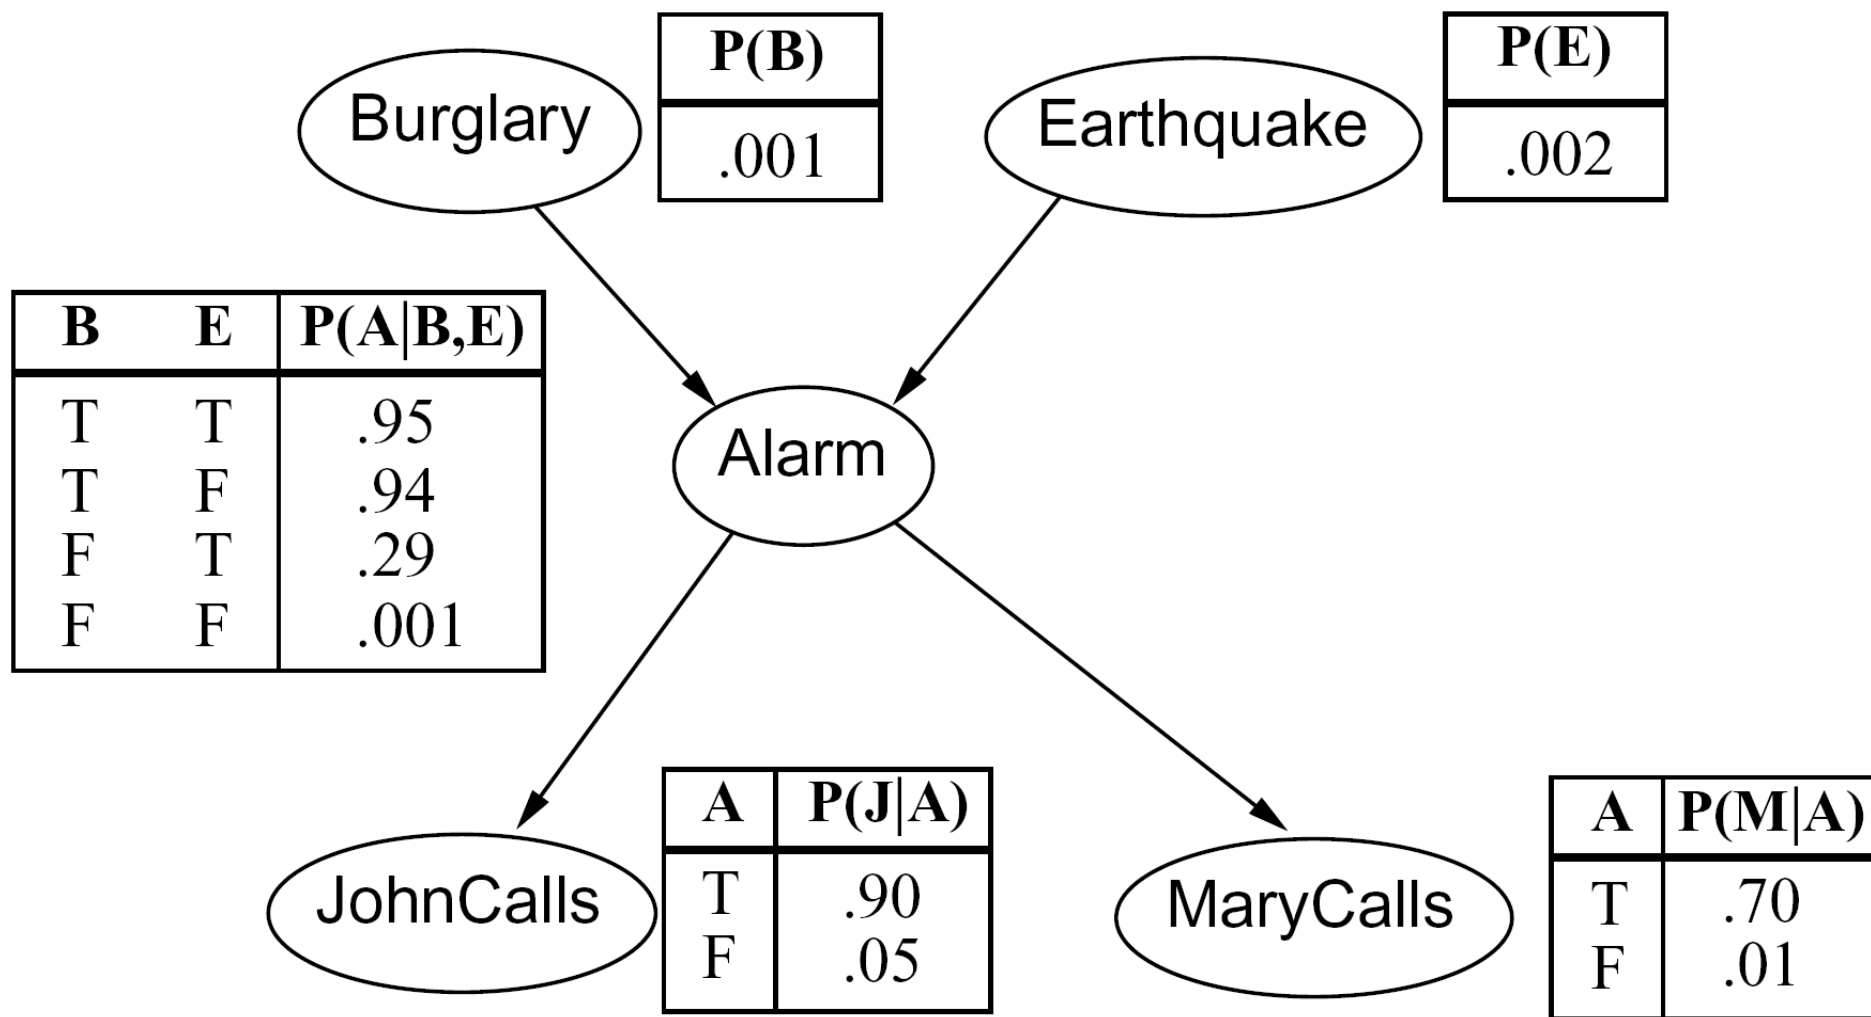 Burglary
P(B)
.001
Earthquake
P(E)
.002
B E P(A|B,E)
T T .95
T F .94
F T .29
F F .001
Alarm
JohnCalls
A P(J|A)
T .90
F .05
MaryCalls
A P(M|A)
T .70
F .01